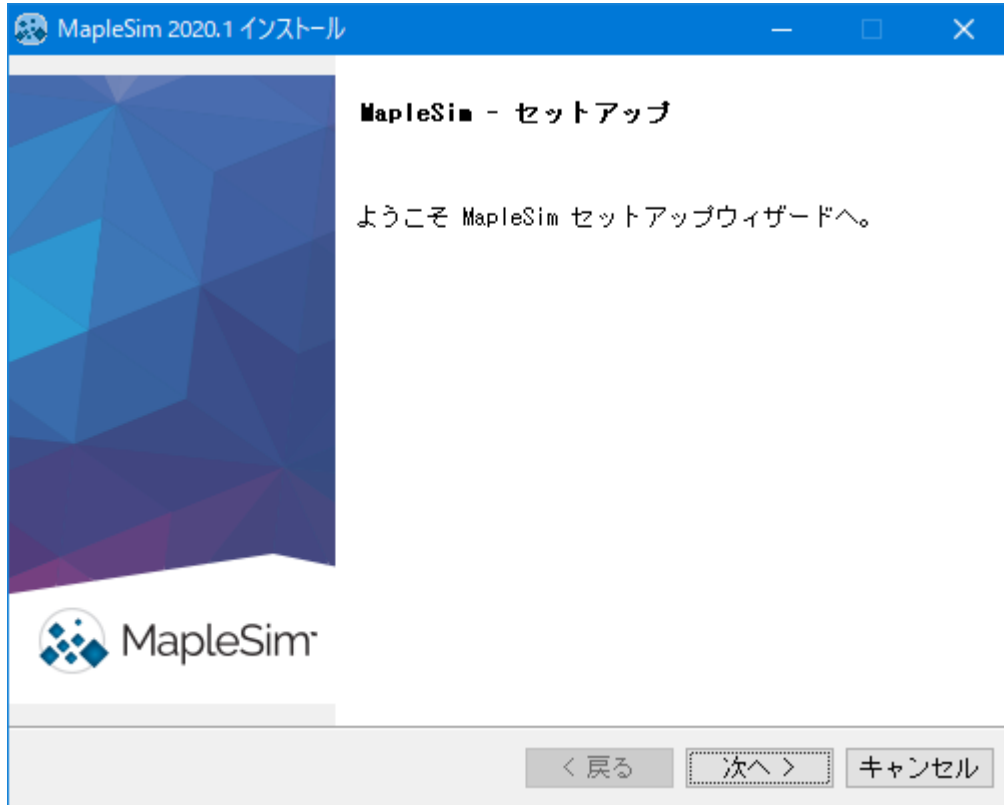 MapleSim 2020.1 インストール
MapleSim - セットアップ
ようこそ MapleSim セットアップウィザードへ。
MapleSim™
< 戻る
次へ >
キャンセル